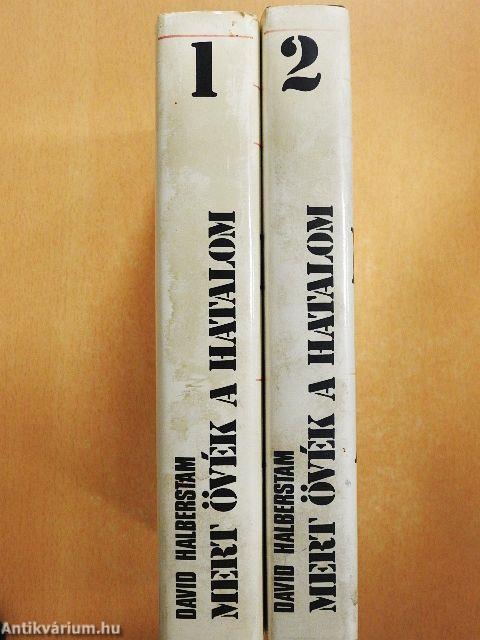 1
DAVID HALBERSTAM
MERT ÖVÉK A HATALOM
2
DAVID HALBERSTAM
MERT ÖVÉK A HATALOM
Antikvárium.hu